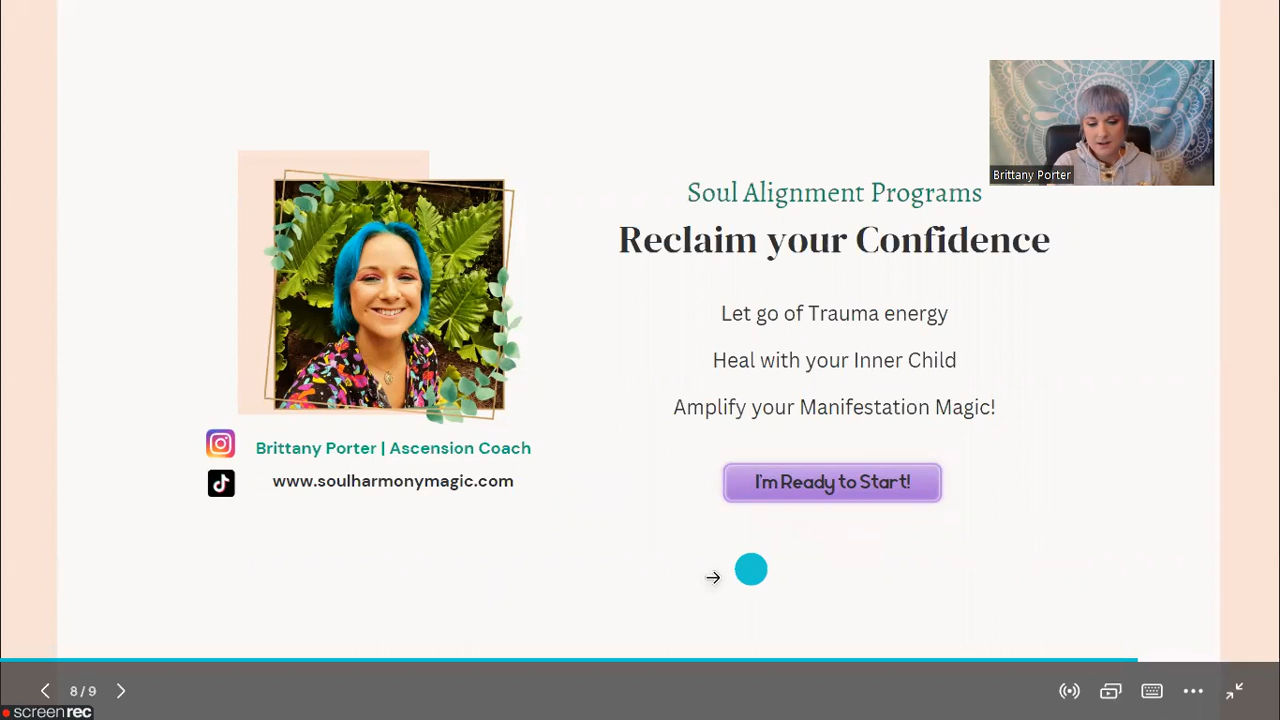 Brittany Porter
Soul Alignment Programs
Reclaim your Confidence
Let go of Trauma energy
Heal with your Inner Child
Amplify your Manifestation Magic!
I'm Ready to Start!
Brittany Porter | Ascension Coach
www.soulharmonymagic.com
8 / 9
screenrec